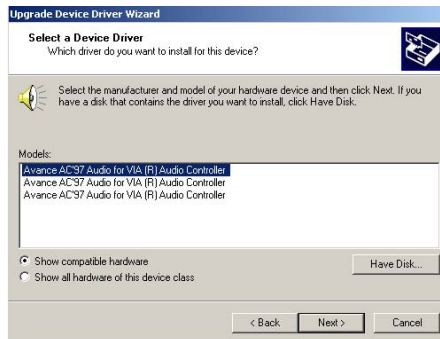 Upgrade Device Driver Wizard
Select a Device Driver
Which driver do you want to install for this device?
Select the manufacturer and model of your hardware device and then click Next. If you
have a disk that contains the driver you want to install, click Have Disk.
Models:
Avance AC'97 Audio for VIA (R) Audio Controller
Avance AC'97 Audio for VIA (R) Audio Controller
Avance AC'97 Audio for VIA (R) Audio Controller
Show compatible hardware
Have Disk...
Show all hardware of this device class
< Back
Next >
Cancel